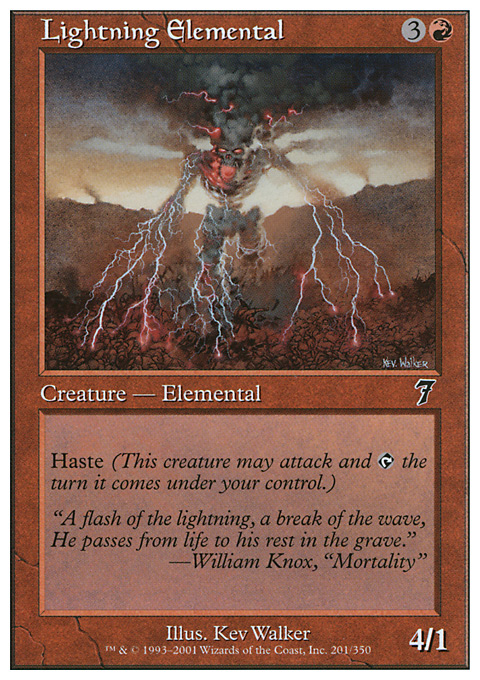 Lightning Elemental 3
KEV WALKER
Creature — Elemental 7
Haste (This creature may attack and the
turn it comes under your control.)
“A flash of the lightning, a break of the wave,
He passes from life to his rest in the grave.”
—William Knox, “Mortality”
Illus. Kev Walker
™ & © 1993–2001 Wizards of the Coast, Inc. 201/350
4/1